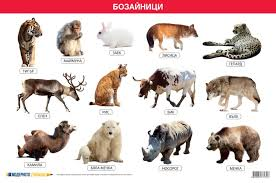 БОЗАЙНИЦИ
ТИГЪР
МАЙМУНА
ЗАЕК
ЛИСИЦА
ГЕПАРД
ЕЛЕН
РИС
БИК
ВЪЛК
КАМИЛА
БЯЛА МЕЧКА
НОСОРОГ
МЕЧКА